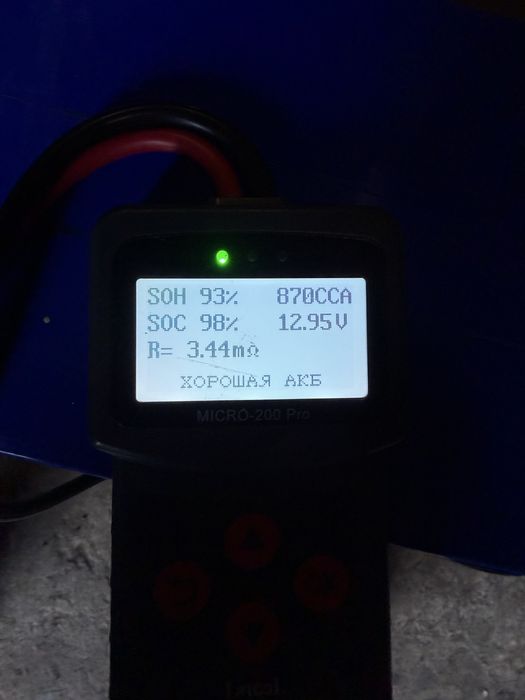 SOH 93% 870CCA
SOC 98% 12.95V
R= 3.44mΩ
ХОРОШАЯ АКБ
MICRO-200 Pro